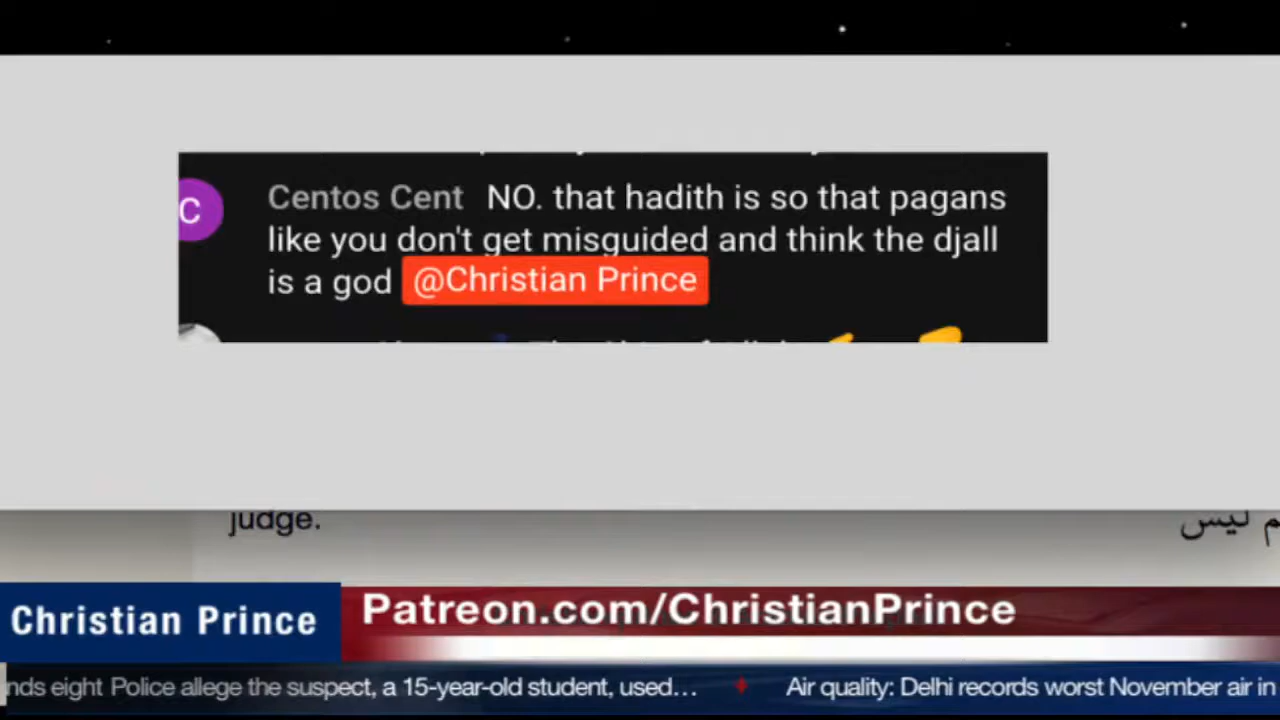 C
Centos Cent NO. that hadith is so that pagans
like you don't get misguided and think the djall
is a god @Christian Prince
judge.
م ليس
Christian Prince
Patreon.com/ChristianPrince
nds eight Police allege the suspect, a 15-year-old student, used… Air quality: Delhi records worst November air in